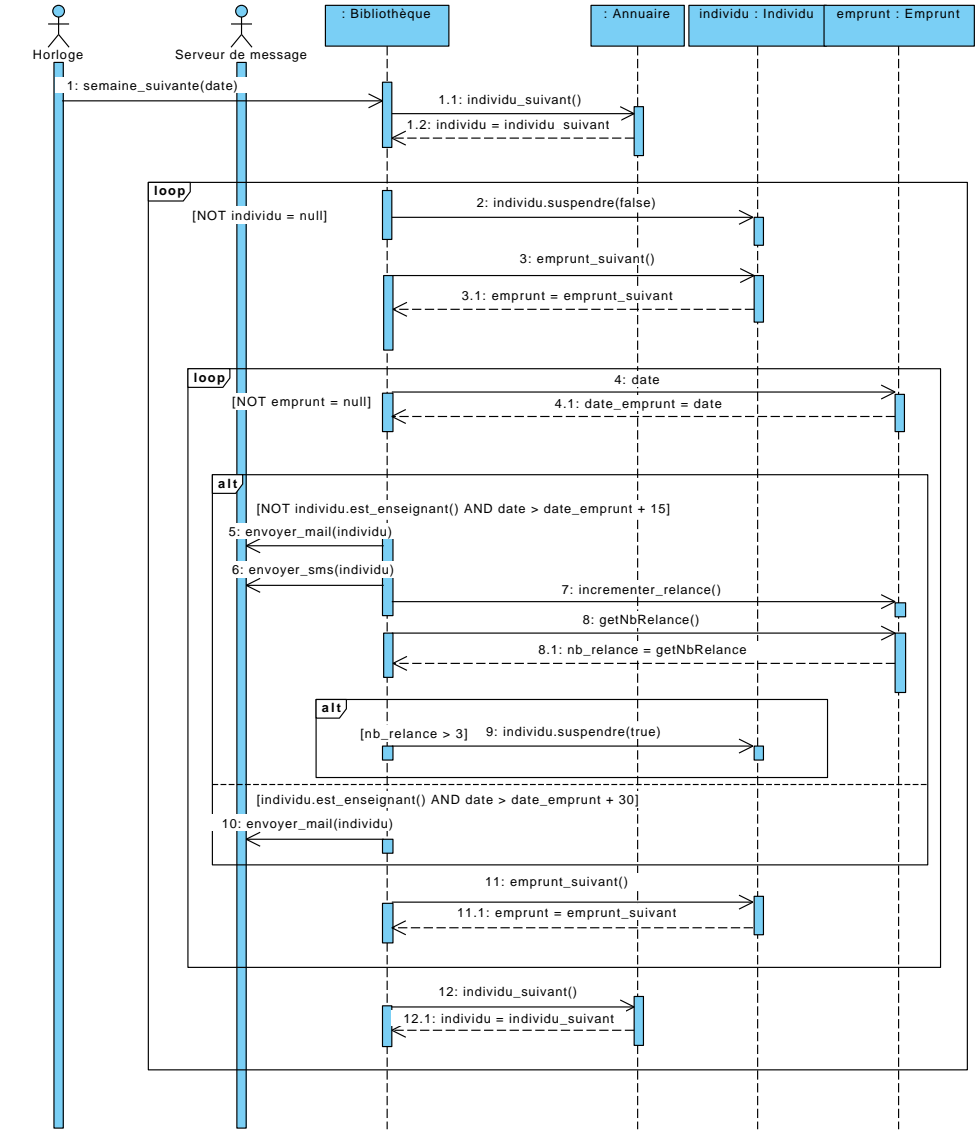 : Bibliothèque
: Annuaire
individu : Individu
emprunt : Emprunt
Horloge
Serveur de message
1: semaine_suivante(date)
1.1: individu_suivant()
1.2: individu = individu_suivant
loop
[NOT individu = null]
2: individu.suspendre(false)
3: emprunt_suivant()
3.1: emprunt = emprunt_suivant
loop
[NOT emprunt = null]
4: date
4.1: date_emprunt = date
alt
[NOT individu.est_enseignant() AND date > date_emprunt + 15]
5: envoyer_mail(individu)
6: envoyer_sms(individu)
7: incrementer_relance()
8: getNbRelance()
8.1: nb_relance = getNbRelance
alt
[nb_relance > 3]
9: individu.suspendre(true)
[individu.est_enseignant() AND date > date_emprunt + 30]
10: envoyer_mail(individu)
11: emprunt_suivant()
11.1: emprunt = emprunt_suivant
12: individu_suivant()
12.1: individu = individu_suivant